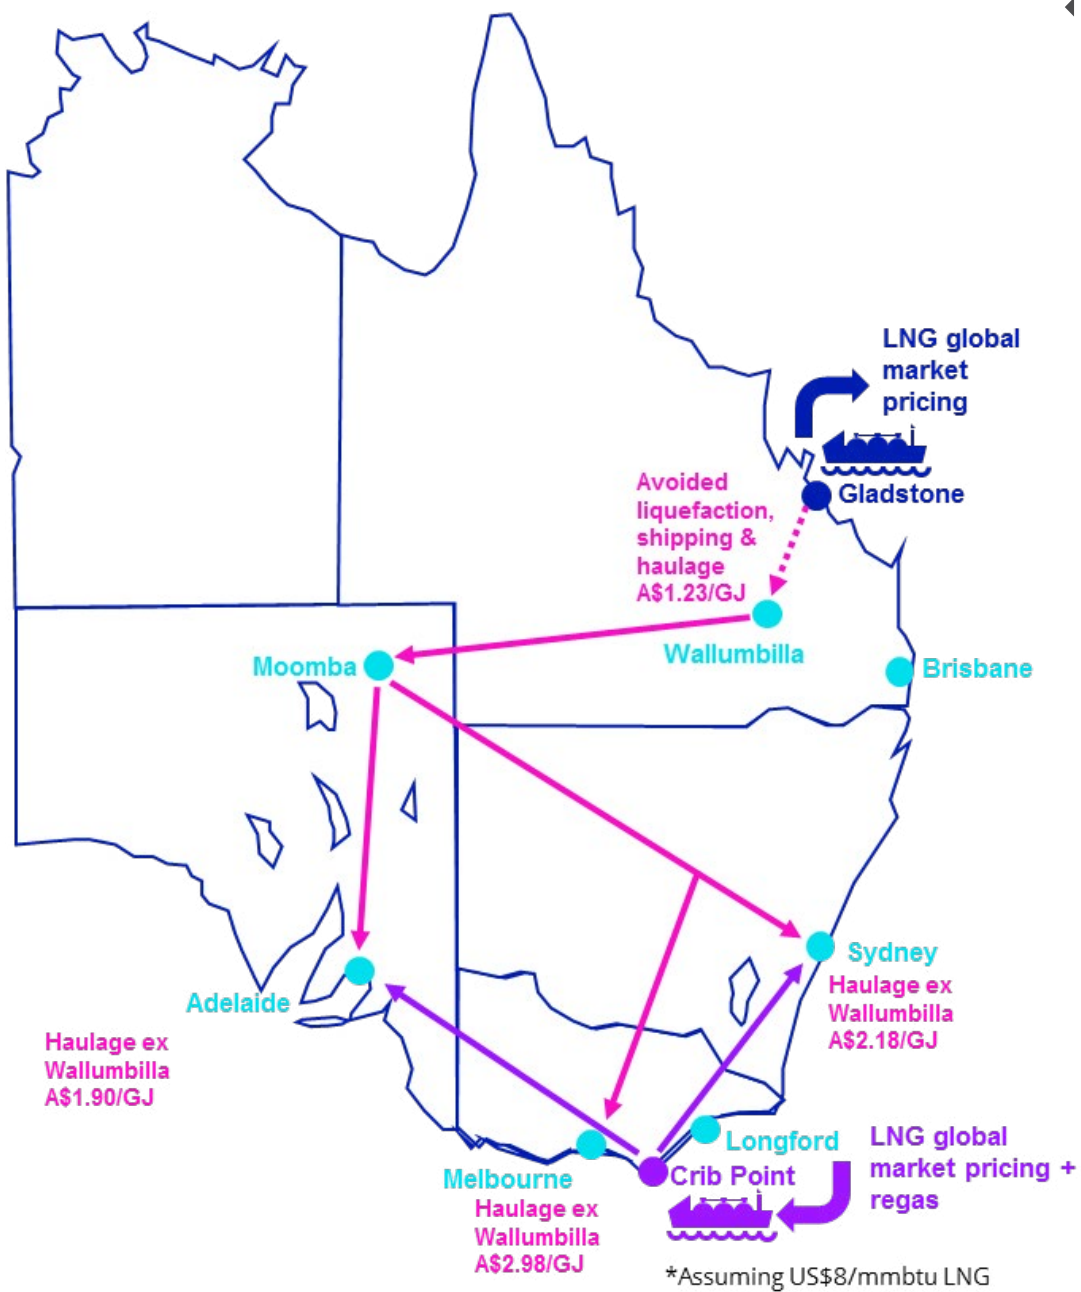 LNG global
market
pricing
Gladstone
Avoided
liquefaction,
shipping &
haulage
A$1.23/GJ
Wallumbilla
Moomba
Brisbane
Sydney
Haulage ex
Wallumbilla
A$2.18/GJ
Adelaide
Haulage ex
Wallumbilla
A$1.90/GJ
Longford
LNG global
market pricing +
regas
Crib Point
Melbourne
Haulage ex
Wallumbilla
A$2.98/GJ
*Assuming US$8/mmbtu LNG